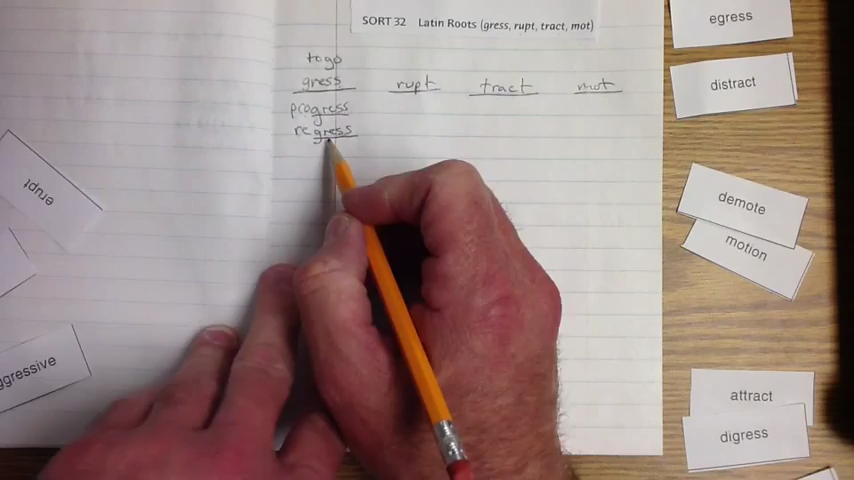 egress
SORT 32 Latin Roots (gress, rupt, tract, mot)
to go
gress rupt tract mot
distract
progress
regress
erupt
demote
motion
ggressive
attract
digress